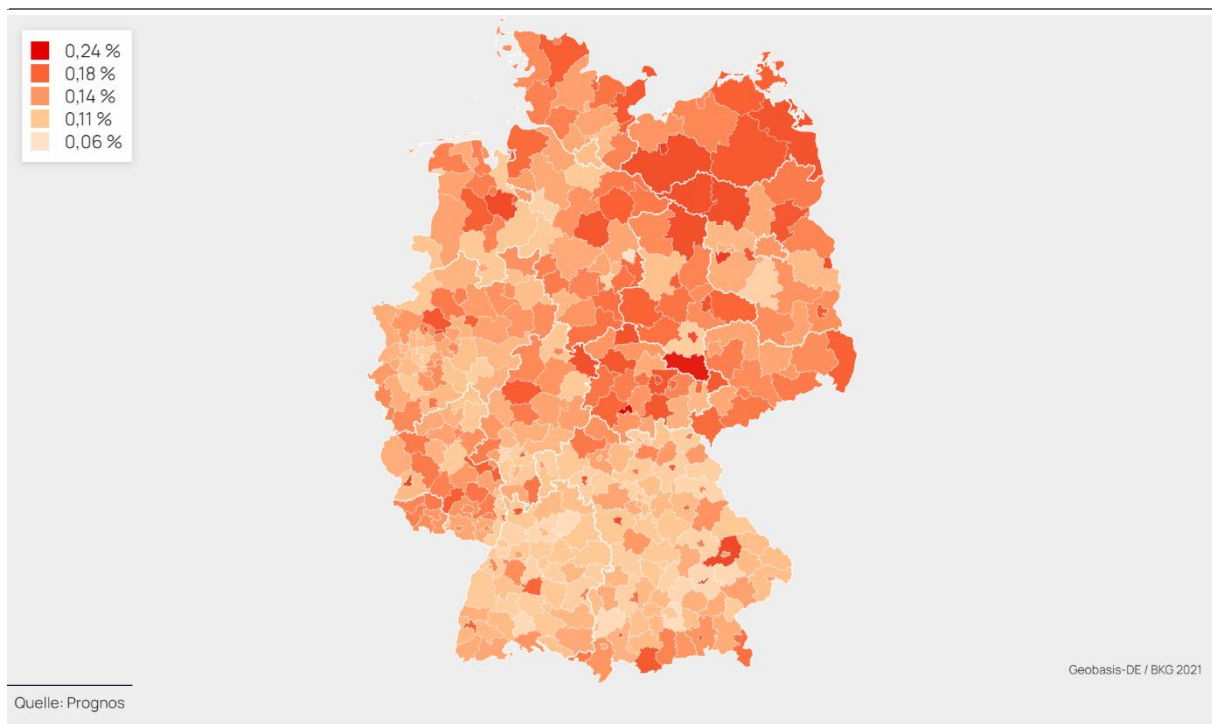 0,24 %
0,18 %
0,14 %
0,11 %
0,06 %
Geobasis-DE / BKG 2021
Quelle: Prognos